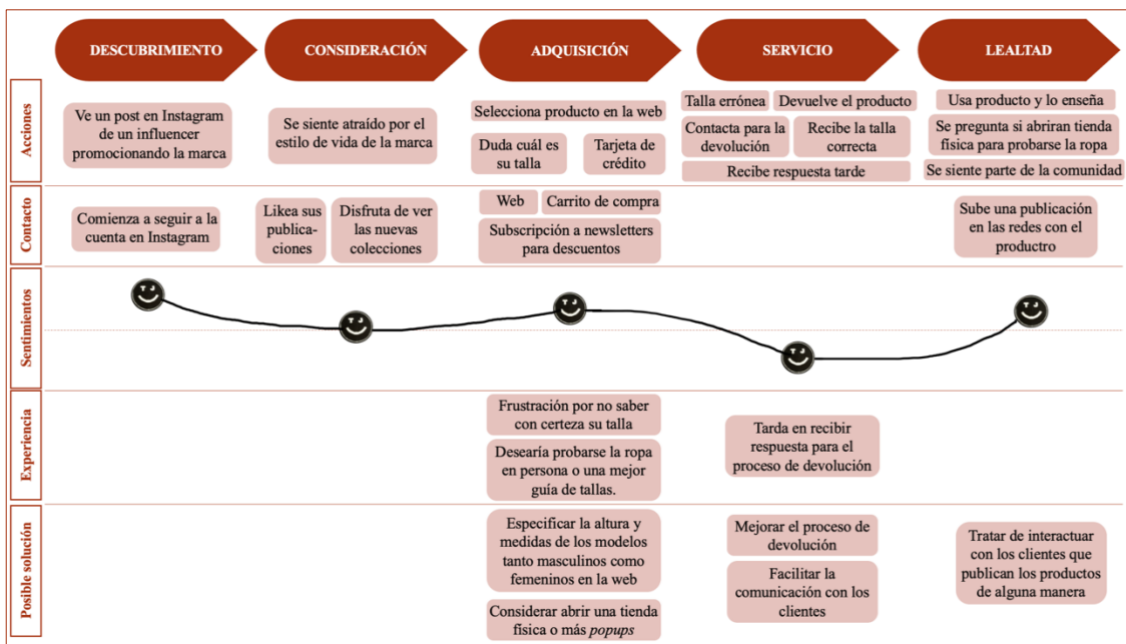 DESCUBRIMIENTO
CONSIDERACIÓN
ADQUISICIÓN
SERVICIO
LEALTAD
Acciones
Ve un post en Instagram
de un influencer
promocionando la marca
Se siente atraído por el
estilo de vida de la marca
Selecciona producto en la web
Duda cuál es
su talla
Tarjeta de
crédito
Talla errónea
Devuelve el producto
Contacta para la
devolución
Recibe la talla
correcta
Recibe respuesta tarde
Usa producto y lo enseña
Se pregunta si abriran tienda
física para probarse la ropa
Se siente parte de la comunidad
Contacto
Comienza a seguir a la
cuenta en Instagram
Likea sus
publica-
ciones
Disfruta de ver
las nuevas
colecciones
Web
Carrito de compra
Subscripción a newsletters
para descuentos
Sube una publicación
en las redes con el
productro
Sentimientos
Experiencia
Frustración por no saber
con certeza su talla
Desearía probarse la ropa
en persona o una mejor
guía de tallas.
Tarda en recibir
respuesta para el
proceso de devolución
Posible solución
Especificar la altura y
medidas de los modelos
tanto masculinos como
femeninos en la web
Considerar abrir una tienda
física o más popups
Mejorar el proceso de
devolución
Facilitar la
comunicación con los
clientes
Tratar de interactuar
con los clientes que
publican los productos
de alguna manera